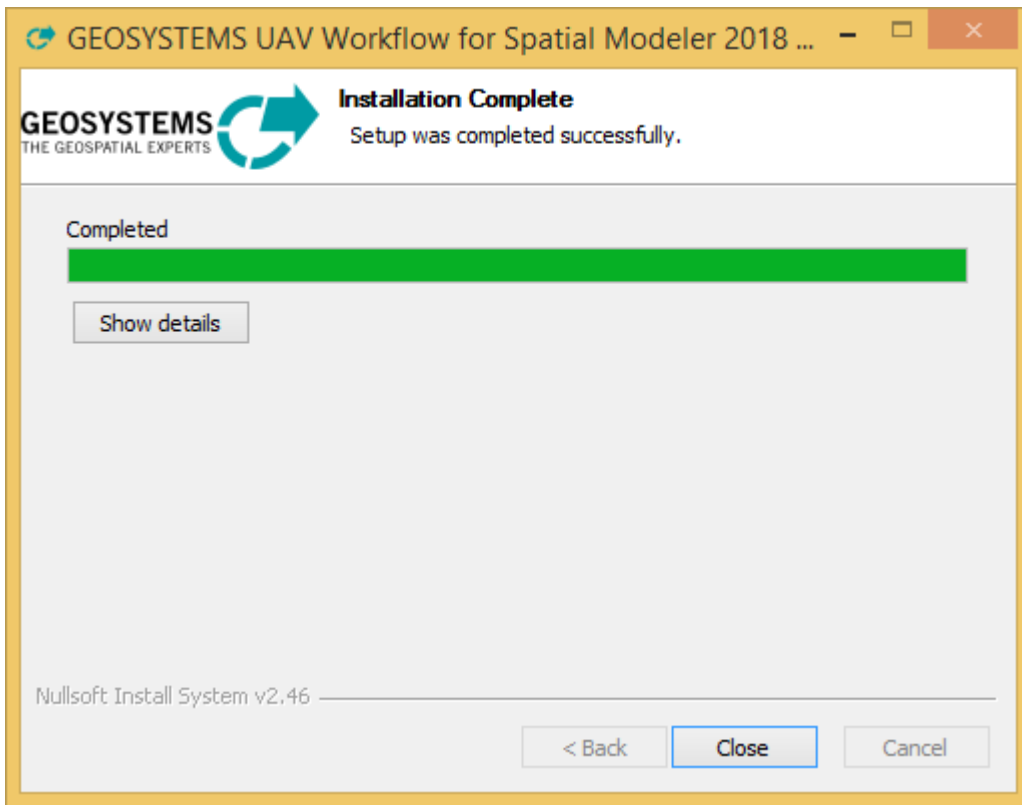 GEOSYSTEMS UAV Workflow for Spatial Modeler 2018 ...
GEOSYSTEMS
THE GEOSPATIAL EXPERTS
Installation Complete
Setup was completed successfully.
Completed
Show details
Nullsoft Install System v2.46
< Back
Close
Cancel